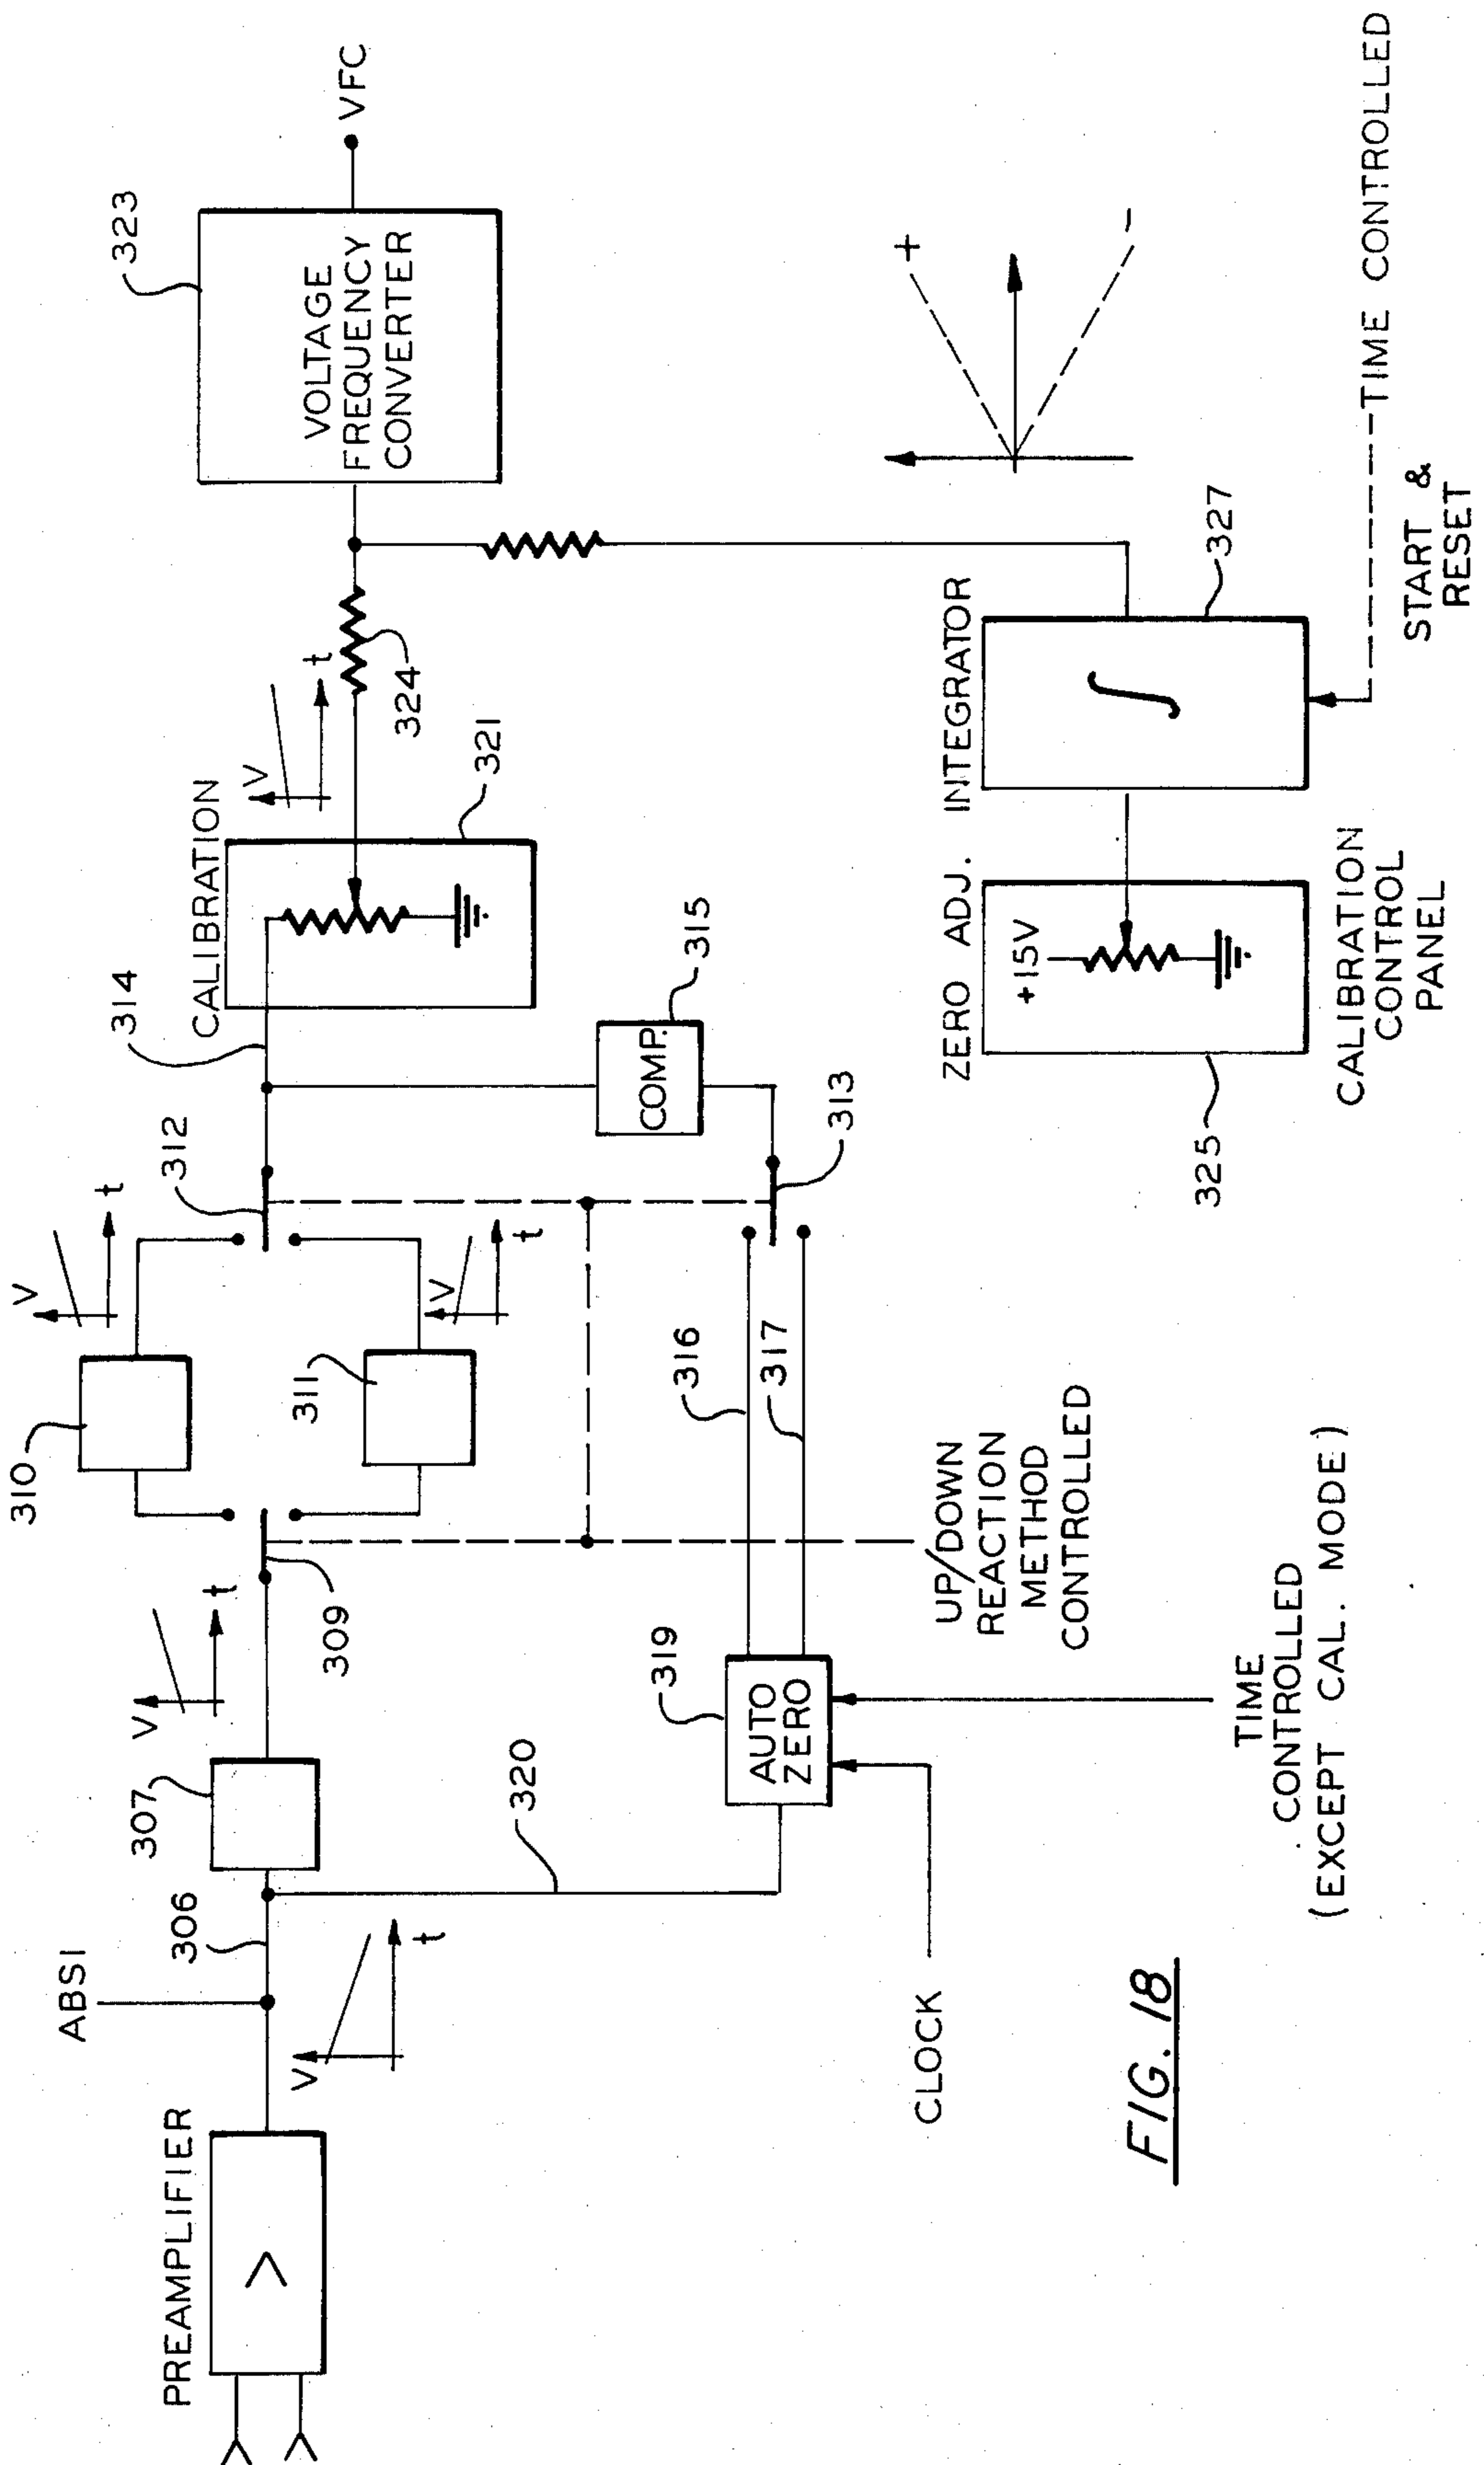 PREAMPLIFIER
>
ABSI
306
V
t
307
V
t
309
310
V
t
311
V
t
312
314
CALIBRATION
321
V
t
324
323
VOLTAGE
FREQUENCY
CONVERTER
VFC
320
319
AUTO
ZERO
316
317
313
COMP.
315
CLOCK
TIME
CONTROLLED
(EXCEPT CAL. MODE)
UP/DOWN
REACTION
METHOD
CONTROLLED
ZERO ADJ.
+15V
325
CALIBRATION
CONTROL
PANEL
INTEGRATOR
∫
327
+
-
START &
RESET
TIME CONTROLLED
FIG. 18